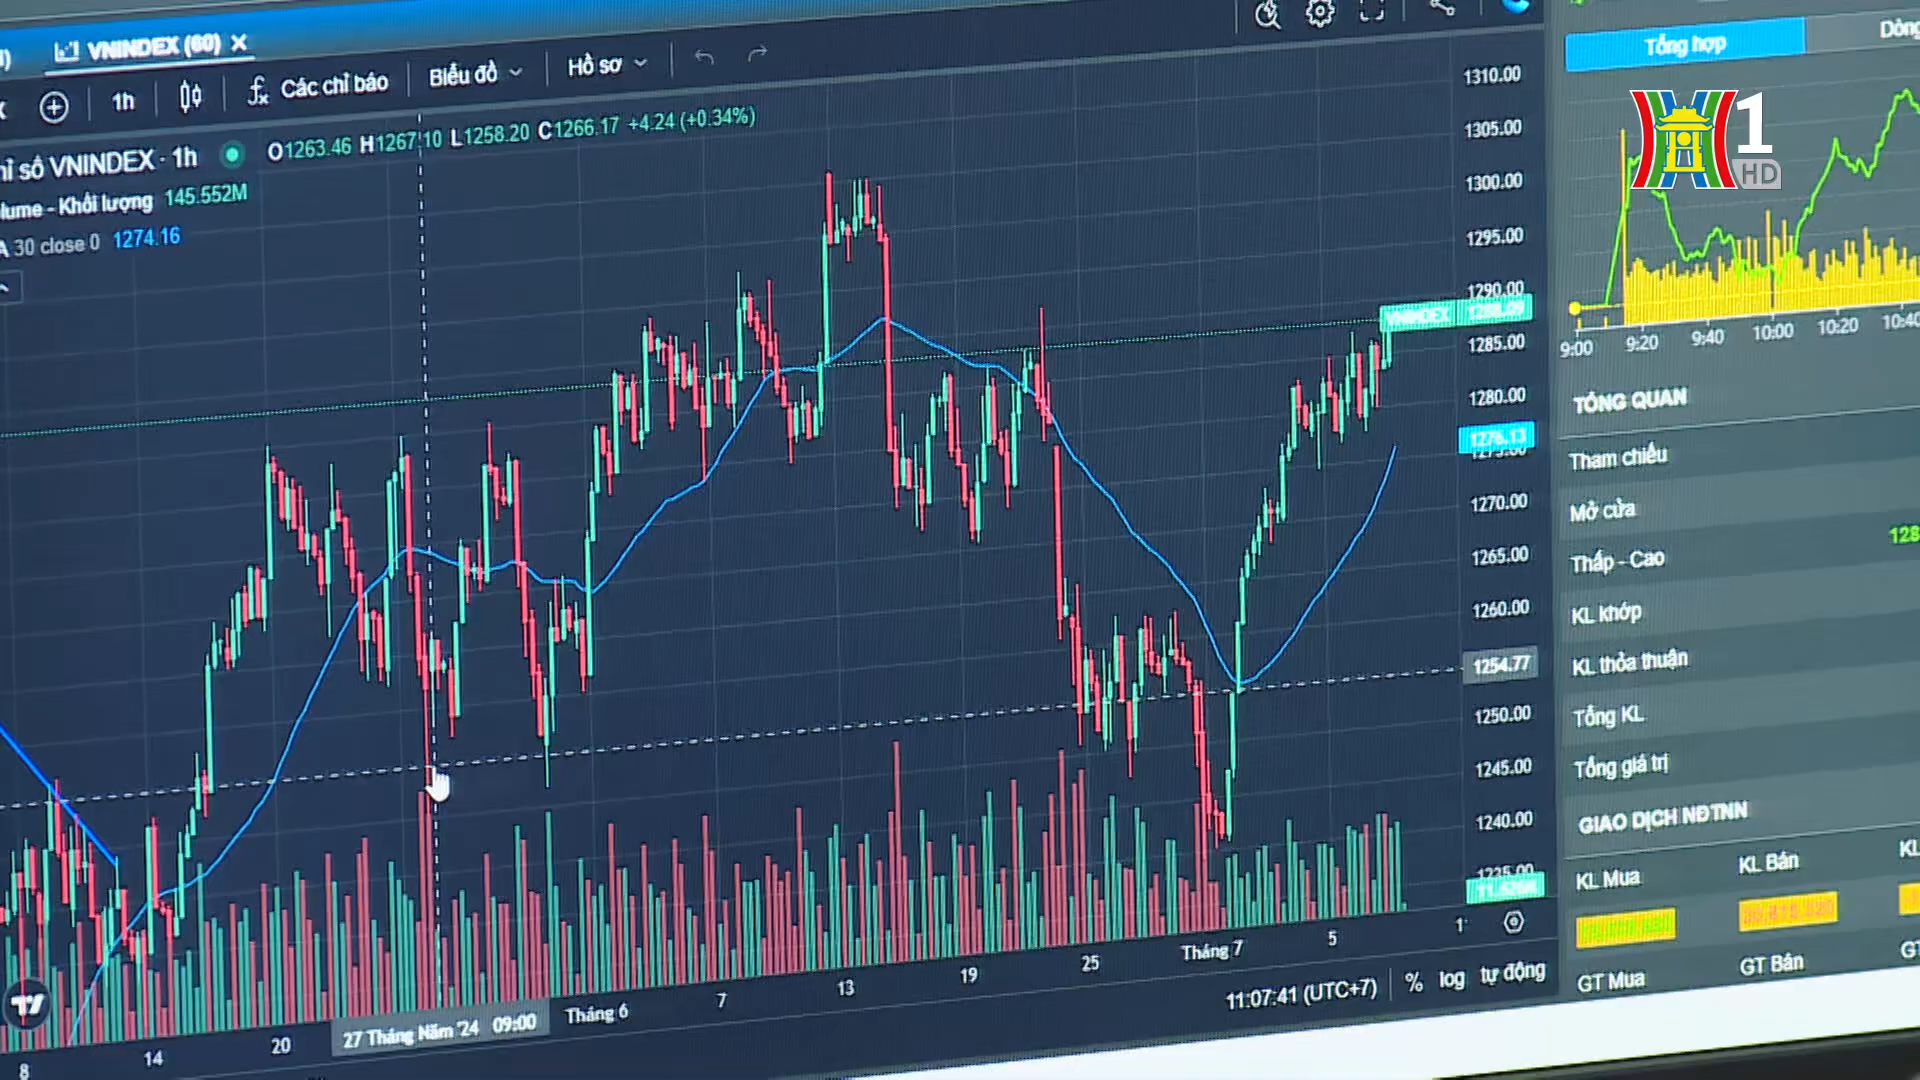 VNINDEX (60) ×
1h
Các chỉ báo
Biểu đồ
Hồ sơ
Tổng hợp
1
HD
VNINDEX · 1h
O1263.46 H1267.10 L1258.20 C1266.17 +4.24 (+0.34%)
Khối lượng 145.552M
30 close 0 1274.16
1310.00
1305.00
1300.00
1295.00
1290.00
VNINDEX
1285.00
1280.00
1276.13
1270.00
1265.00
1260.00
1254.77
1250.00
1245.00
1240.00
9:00 9:20 9:40 10:00 10:20
TỔNG QUAN
Tham chiếu
Mở cửa
Thấp - Cao
KL khớp
KL thỏa thuận
Tổng KL
Tổng giá trị
GIAO DỊCH NĐTNN
KL Mua KL Bán KL
GT Mua GT Bán
8 14 20 27 Tháng Năm '24 09:00 Tháng 6 7 13 19 25 Tháng 7 5
11:07:41 (UTC+7) % log tự động